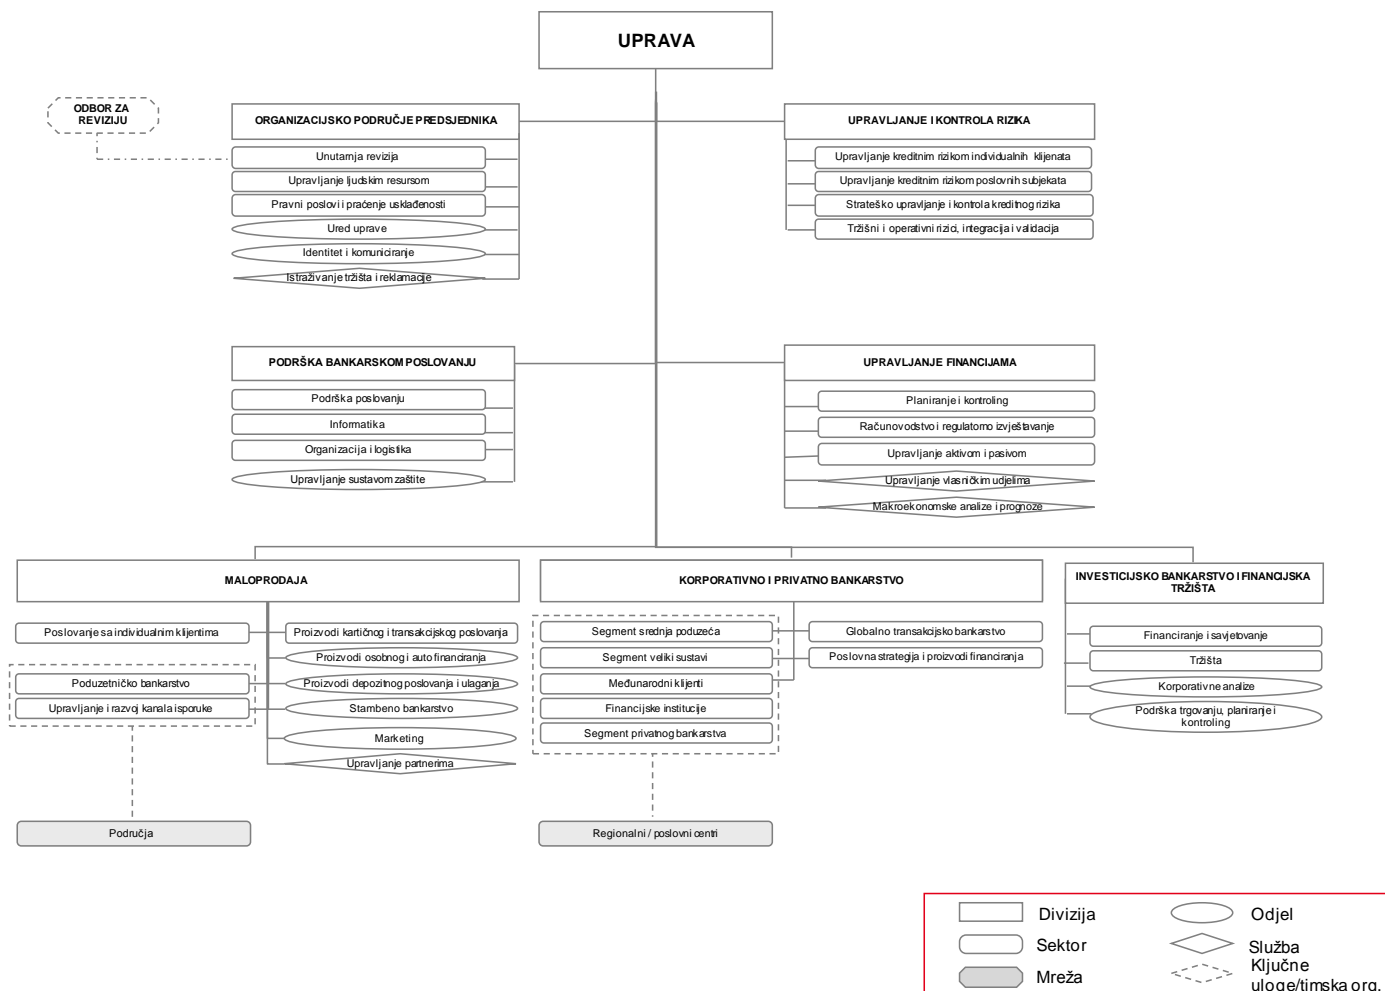 UPRAVA
ODBOR ZA
REVIZIJU
ORGANIZACIJSKO PODRUČJE PREDSJEDNIKA
Unutarnja revizija
Upravljanje ljudskim resursom
Pravni poslovi i praćenje usklađenosti
Ured uprave
Identitet i komuniciranje
Istraživanje tržišta i reklamacije
UPRAVLJANJE I KONTROLA RIZIKA
Upravljanje kreditnim rizikom individualnih klijenata
Upravljanje kreditnim rizikom poslovnih subjekata
Strateško upravljanje i kontrola kreditnog rizika
Tržišni i operativni rizici, integracija i validacija
PODRŠKA BANKARSKOM POSLOVANJU
Podrška poslovanju
Informatika
Organizacija i logistika
Upravljanje sustavom zaštite
UPRAVLJANJE FINANCIJAMA
Planiranje i kontroling
Računovodstvo i regulatorno izvještavanje
Upravljanje aktivom i pasivom
Upravljanje vlasničkim udjelima
Makroekonomske analize i prognoze
MALOPRODAJA
Poslovanje sa individualnim klijentima
Poduzetničko bankarstvo
Upravljanje i razvoj kanala isporuke
Proizvodi kartičnog i transakcijskog poslovanja
Proizvodi osobnog i auto financiranja
Proizvodi depozitnog poslovanja i ulaganja
Stambeno bankarstvo
Marketing
Upravljanje partnerima
Područja
KORPORATIVNO I PRIVATNO BANKARSTVO
Segment srednja poduzeća
Segment veliki sustavi
Međunarodni klijenti
Financijske institucije
Segment privatnog bankarstva
Globalno transakcijsko bankarstvo
Poslovna strategija i proizvodi financiranja
Regionalni / poslovni centri
INVESTICIJSKO BANKARSTVO I FINANCIJSKA
TRŽIŠTA
Financiranje i savjetovanje
Tržišta
Korporativne analize
Podrška trgovanju, planiranje i
kontroling
Divizija
Sektor
Mreža
Odjel
Služba
Ključne
uloge/timska org.